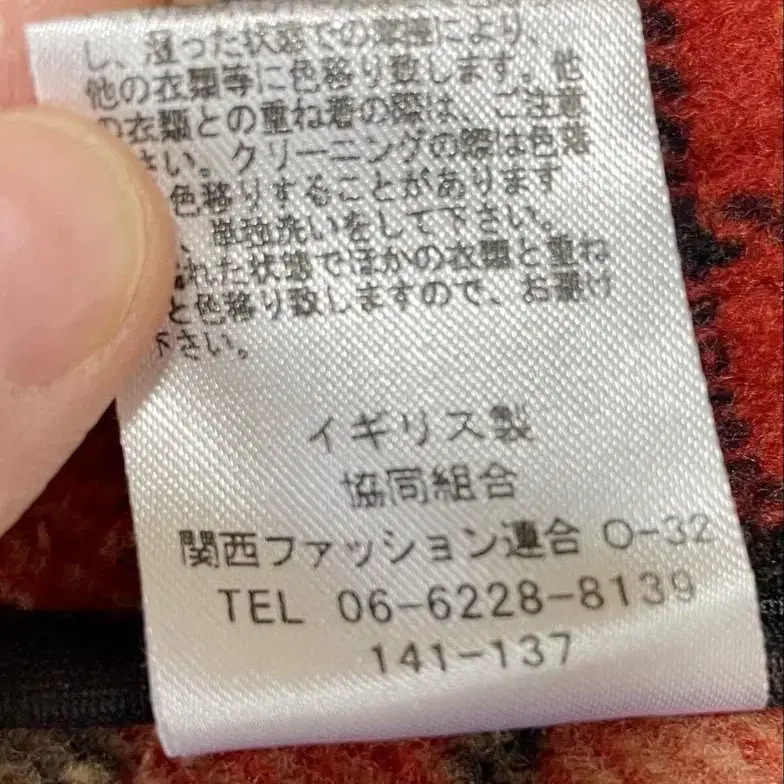 し、湿った状態での摩擦により、
他の衣類等に色移り致します。他
の衣類との重ね着の際は、ご注意
さい。クリーニングの際は色落
色移りすることがあります
、単独洗いをして下さい。
れた状態でほかの衣類と重ね
と色移り致しますので、お避け
下さい。
イギリス製
協同組合
関西ファッション連合 O-32
TEL 06-6228-8139
141-137